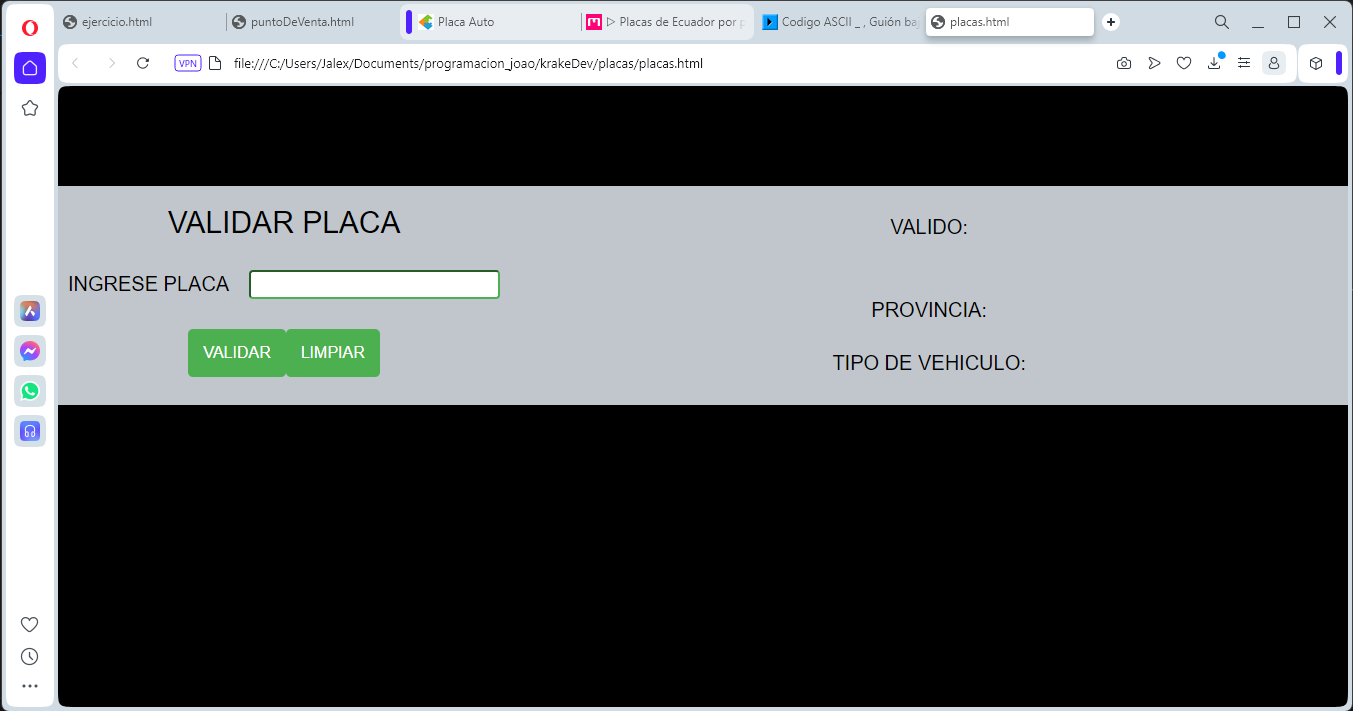 ejercicio.html
puntoDeVenta.html
Placa Auto
▷ Placas de Ecuador por p
Codigo ASCII _ , Guión baj
placas.html
VPN
file:///C:/Users/Jalex/Documents/programacion_joao/krakeDev/placas/placas.html
VALIDAR PLACA
INGRESE PLACA
VALIDAR
LIMPIAR
VALIDO:
PROVINCIA:
TIPO DE VEHICULO: